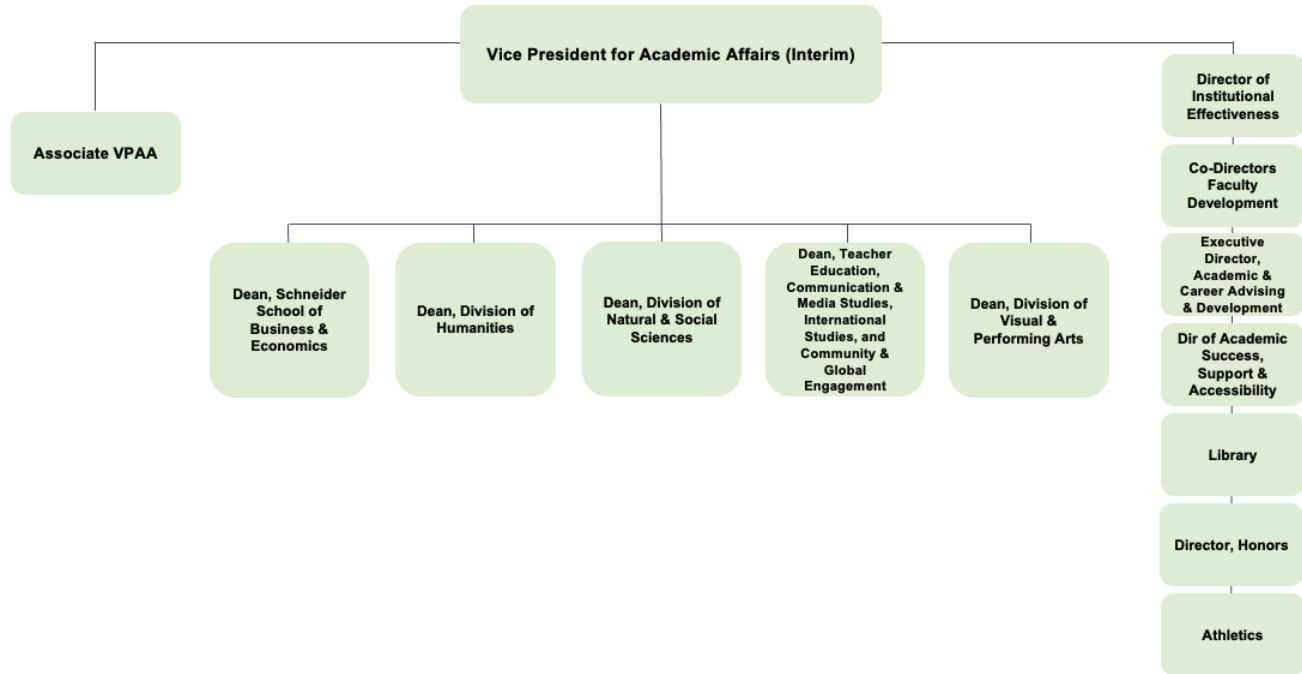 Vice President for Academic Affairs (Interim)
Associate VPAA
Dean, Schneider
School of
Business &
Economics
Dean, Division of
Humanities
Dean, Division of
Natural & Social
Sciences
Dean, Teacher
Education,
Communication &
Media Studies,
International
Studies, and
Community &
Global
Engagement
Dean, Division of
Visual &
Performing Arts
Director of
Institutional
Effectiveness
Co-Directors
Faculty
Development
Executive
Director,
Academic &
Career Advising
& Development
Dir of Academic
Success,
Support &
Accessibility
Library
Director, Honors
Athletics